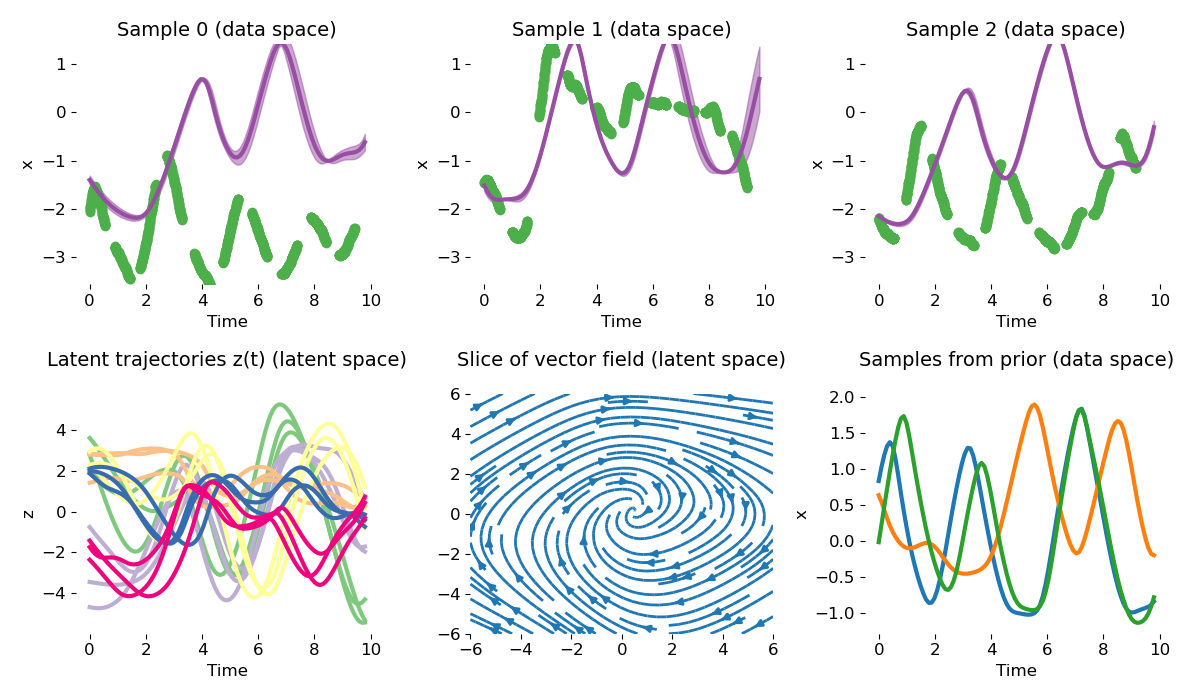 Sample 0 (data space)
Sample 1 (data space)
Sample 2 (data space)
1
0
−1
−2
−3
x
0 2 4 6 8 10
Time
1
0
−1
−2
−3
x
0 2 4 6 8 10
Time
1
0
−1
−2
−3
x
0 2 4 6 8 10
Time
Latent trajectories z(t) (latent space)
Slice of vector field (latent space)
Samples from prior (data space)
4
2
0
−2
−4
z
0 2 4 6 8 10
Time
6
4
2
0
−2
−4
−6
−6 −4 −2 0 2 4 6
2.0
1.5
1.0
0.5
0.0
−0.5
−1.0
x
0 2 4 6 8 10
Time